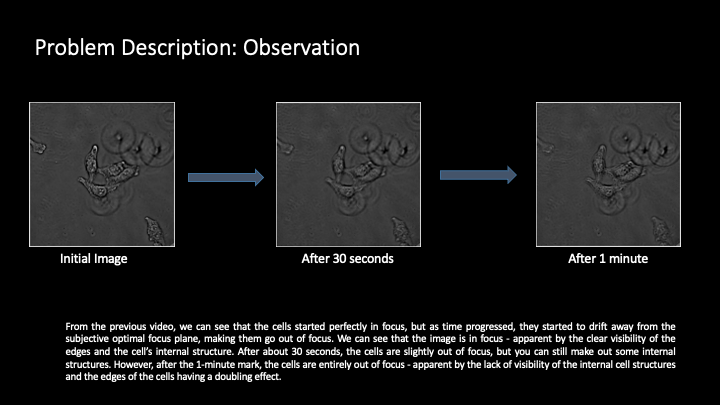 Problem Description: Observation
Initial Image
After 30 seconds
After 1 minute
From the previous video, we can see that the cells started perfectly in focus, but as time progressed, they started to drift away from the
subjective optimal focus plane, making them go out of focus. We can see that the image is in focus - apparent by the clear visibility of the
edges and the cell's internal structure. After about 30 seconds, the cells are slightly out of focus, but you can still make out some internal
structures. However, after the 1-minute mark, the cells are entirely out of focus - apparent by the lack of visibility of the internal cell structures
and the edges of the cells having a doubling effect.